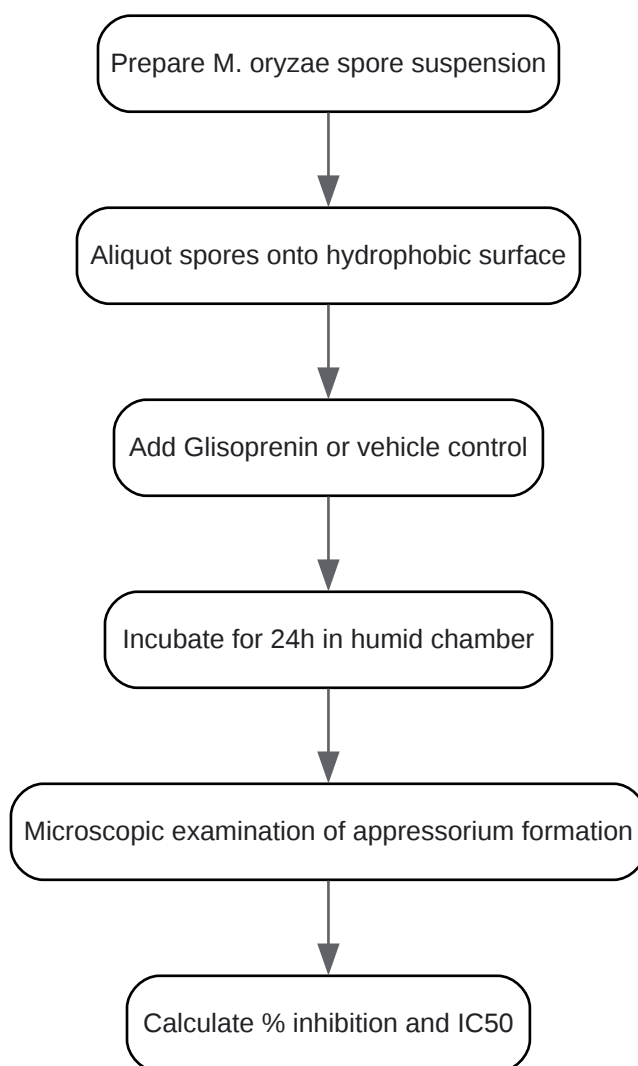 Prepare M. oryzae spore suspension
Aliquot spores onto hydrophobic surface
Add Glisoprenin or vehicle control
Incubate for 24h in humid chamber
Microscopic examination of appressorium formation
Calculate % inhibition and IC50